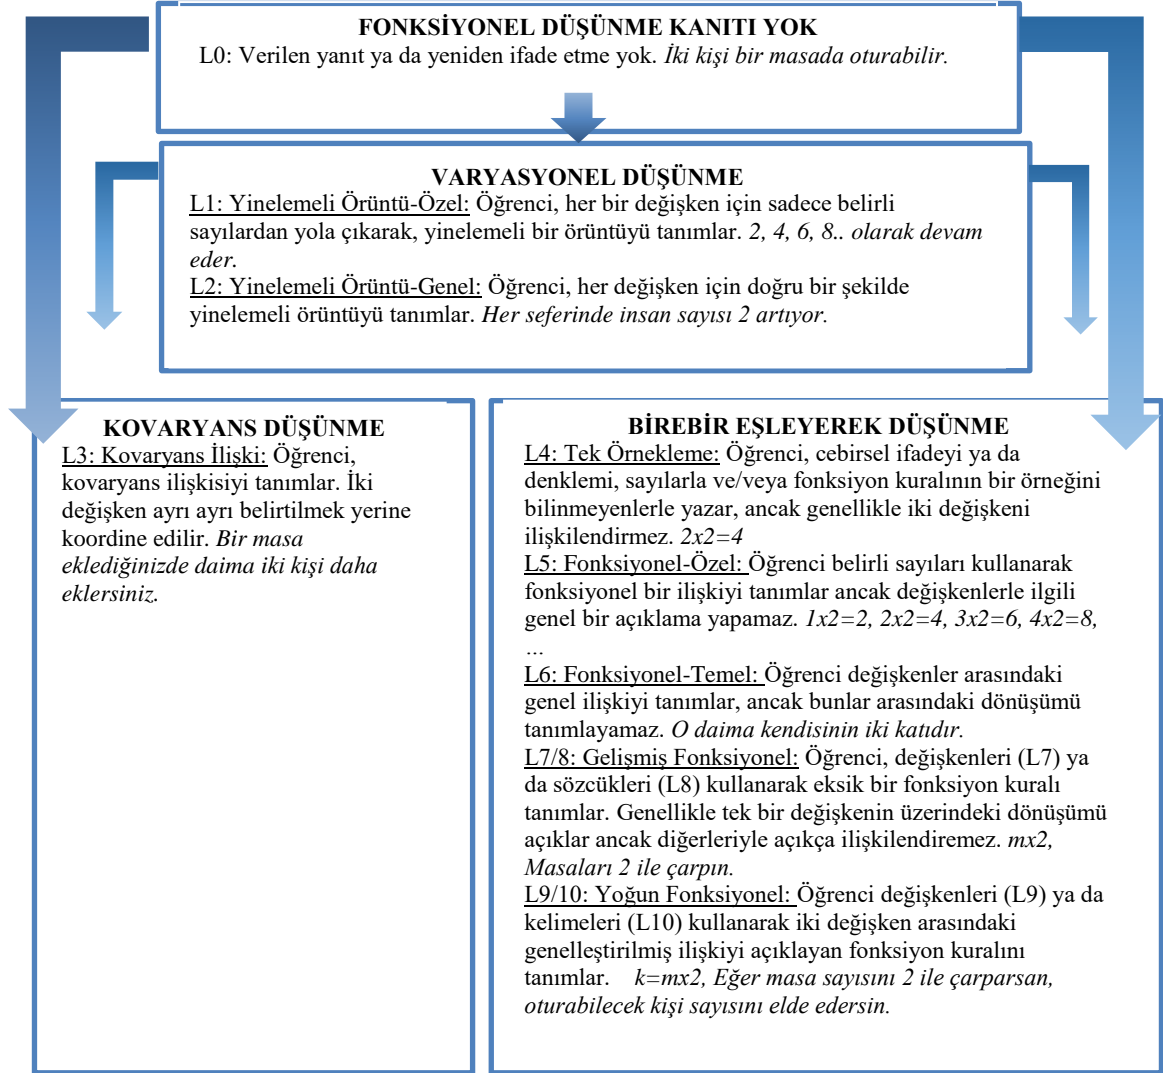 FONKSİYONEL DÜŞÜNME KANITI YOK
L0: Verilen yanıt ya da yeniden ifade etme yok. İki kişi bir masada oturabilir.
VARYASYONEL DÜŞÜNME
L1: Yinelemeli Örüntü-Özel: Öğrenci, her bir değişken için sadece belirli
sayılardan yola çıkarak, yinelemeli bir örüntüyü tanımlar. 2, 4, 6, 8.. olarak devam
eder.
L2: Yinelemeli Örüntü-Genel: Öğrenci, her değişken için doğru bir şekilde
yinelemeli örüntüyü tanımlar. Her seferinde insan sayısı 2 artıyor.
KOVARYANS DÜŞÜNME
L3: Kovaryans İlişki: Öğrenci,
kovaryans ilişkisiyi tanımlar. İki
değişken ayrı ayrı belirtilmek yerine
koordine edilir. Bir masa
eklediğinizde daima iki kişi daha
eklersiniz.
BİREBİR EŞLEYEREK DÜŞÜNME
L4: Tek Örnekleme: Öğrenci, cebirsel ifadeyi ya da
denklemi, sayılarla ve/veya fonksiyon kuralının bir örneğini
bilinmeyenlerle yazar, ancak genellikle iki değişkeni
ilişkilendirmez. 2x2=4
L5: Fonksiyonel-Özel: Öğrenci belirli sayıları kullanarak
fonksiyonel bir ilişkiyi tanımlar ancak değişkenlerle ilgili
genel bir açıklama yapamaz. 1x2=2, 2x2=4, 3x2=6, 4x2=8,
…
L6: Fonksiyonel-Temel: Öğrenci değişkenler arasındaki
genel ilişkiyi tanımlar, ancak bunlar arasındaki dönüşümü
tanımlayamaz. O daima kendisinin iki katıdır.
L7/8: Gelişmiş Fonksiyonel: Öğrenci, değişkenleri (L7) ya
da sözcükleri (L8) kullanarak eksik bir fonksiyon kuralı
tanımlar. Genellikle tek bir değişkenin üzerindeki dönüşümü
açıklar ancak diğerleriyle açıkça ilişkilendiremez. mx2,
Masaları 2 ile çarpın.
L9/10: Yoğun Fonksiyonel: Öğrenci değişkenleri (L9) ya da
kelimeleri (L10) kullanarak iki değişken arasındaki
genelleştirilmiş ilişkiyi açıklayan fonksiyon kuralını
tanımlar. k=mx2, Eğer masa sayısını 2 ile çarparsan,
oturabilecek kişi sayısını elde edersin.